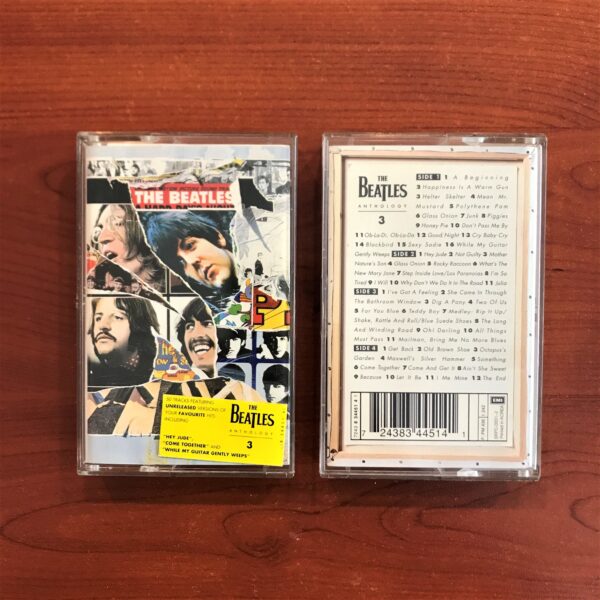 THE BEATLES
50 TRACKS FEATURING
UNRELEASED VERSIONS OF
YOUR FAVOURITE HITS
INCLUDING
"HEY JUDE",
"COME TOGETHER" AND
"WHILE MY GUITAR GENTLY WEEPS"
THE
BEATLES
ANTHOLOGY
3
THE
BEATLES
ANTHOLOGY
3
SIDE 1 1 A Beginning
2 Happiness Is A Warm Gun
3 Helter Skelter 4 Mean Mr.
Mustard 5 Polythene Pam
6 Glass Onion 7 Junk 8 Piggies
9 Honey Pie 10 Don't Pass Me By
11 Ob-La-Di, Ob-La-Da 12 Good Night 13 Cry Baby Cry
14 Blackbird 15 Sexy Sadie 16 While My Guitar
Gently Weeps SIDE 2 1 Hey Jude 2 Not Guilty 3 Mother
Nature's Son 4 Glass Onion 5 Rocky Raccoon 6 What's The
New Mary Jane 7 Step Inside Love/Los Paranoias 8 I'm So
Tired 9 I Will 10 Why Don't We Do It In The Road 11 Julia
SIDE 3 1 I've Got A Feeling 2 She Came In Through
The Bathroom Window 3 Dig A Pony 4 Two Of Us
5 For You Blue 6 Teddy Boy 7 Medley: Rip It Up/
Shake, Rattle And Roll/Blue Suede Shoes 8 The Long
And Winding Road 9 Oh! Darling 10 All Things
Must Pass 11 Mailman, Bring Me No More Blues
SIDE 4 1 Get Back 2 Old Brown Shoe 3 Octopus's
Garden 4 Maxwell's Silver Hammer 5 Something
6 Come Together 7 Come And Get It 8 Ain't She Sweet
9 Because 10 Let It Be 11 I Me Mine 12 The End
7243 8 34451 4 1
7 24383 44514 1
EMI